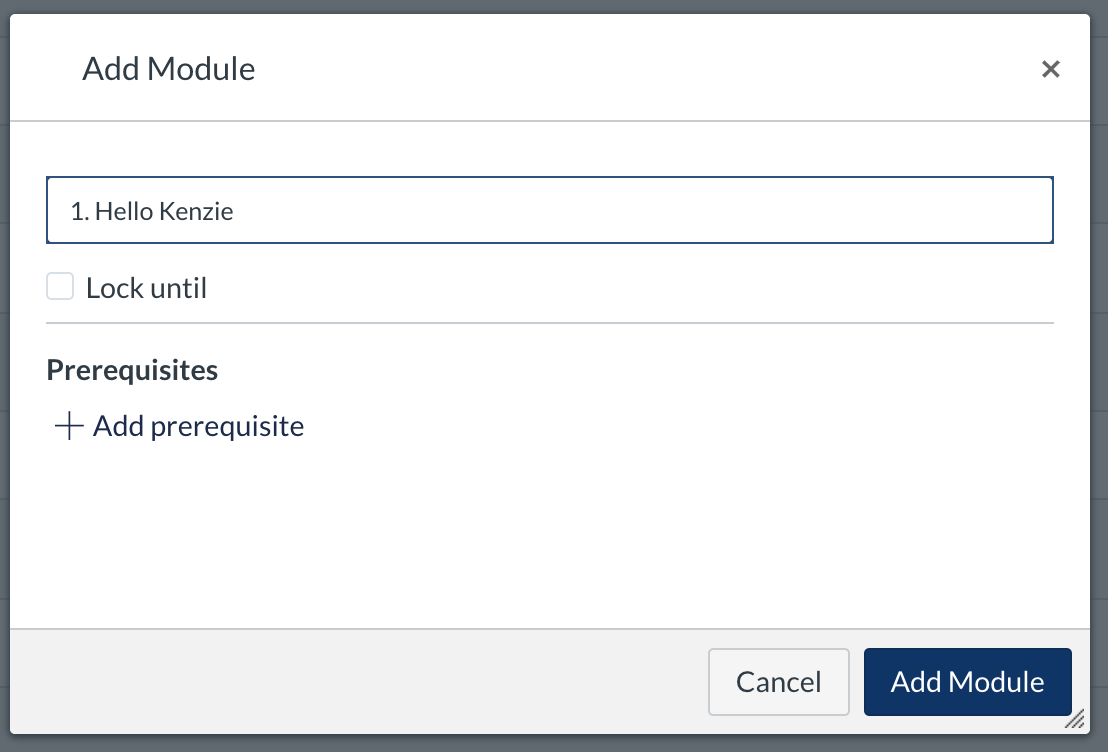 Add Module
1. Hello Kenzie
Lock until
Prerequisites
Add prerequisite
Cancel
Add Module